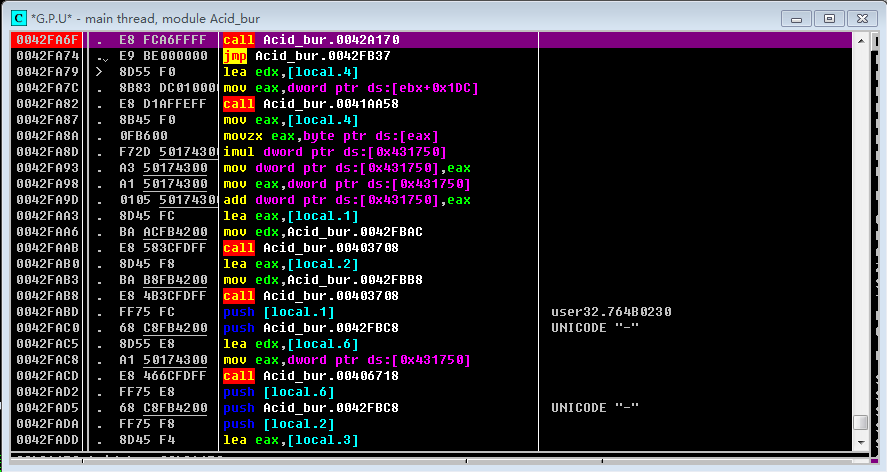 *G.P.U* - main thread, module Acid_bur
0042FA6F . E8 FCA6FFFF call Acid_bur.0042A170
0042FA74 . E9 BE000000 jmp Acid_bur.0042FB37
0042FA79 > 8D55 F0 lea edx,[local.4]
0042FA7C . 8B83 DC010000 mov eax,dword ptr ds:[ebx+0x1DC]
0042FA82 . E8 D1AFFEFF call Acid_bur.0041AA58
0042FA87 . 8B45 F0 mov eax,[local.4]
0042FA8A . 0FB600 movzx eax,byte ptr ds:[eax]
0042FA8D . F72D 50174300 imul dword ptr ds:[0x431750]
0042FA93 . A3 50174300 mov dword ptr ds:[0x431750],eax
0042FA98 . A1 50174300 mov eax,dword ptr ds:[0x431750]
0042FA9D . 0105 50174300 add dword ptr ds:[0x431750],eax
0042FAA3 . 8D45 FC lea eax,[local.1]
0042FAA6 . BA ACFB4200 mov edx,Acid_bur.0042FBAC
0042FAAB . E8 583CFDFF call Acid_bur.00403708
0042FAB0 . 8D45 F8 lea eax,[local.2]
0042FAB3 . BA B8FB4200 mov edx,Acid_bur.0042FBB8
0042FAB8 . E8 4B3CFDFF call Acid_bur.00403708
0042FABD . FF75 FC push [local.1] user32.764B0230
0042FAC0 . 68 C8FB4200 push Acid_bur.0042FBC8 UNICODE "-"
0042FAC5 . 8D55 E8 lea edx,[local.6]
0042FAC8 . A1 50174300 mov eax,dword ptr ds:[0x431750]
0042FACD . E8 466CFDFF call Acid_bur.00406718
0042FAD2 . FF75 E8 push [local.6]
0042FAD5 . 68 C8FB4200 push Acid_bur.0042FBC8 UNICODE "-"
0042FADA . FF75 F8 push [local.2]
0042FADD . 8D45 F4 lea eax,[local.3]